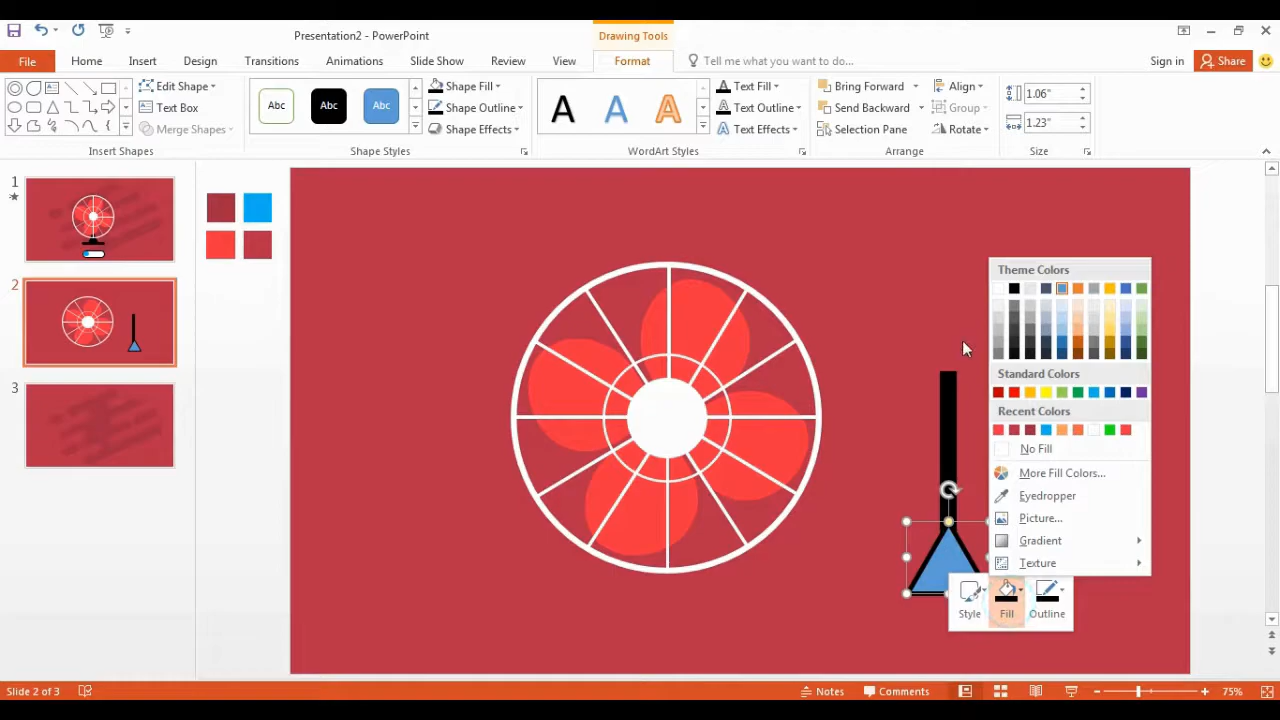 Presentation2 - PowerPoint
Drawing Tools
File Home Insert Design Transitions Animations Slide Show Review View Format Tell me what you want to do... Sign in Share
Edit Shape
Text Box
Merge Shapes
Insert Shapes
Abc Abc Abc
Shape Fill
Shape Outline
Shape Effects
Shape Styles
A A A
Text Fill
Text Outline
Text Effects
WordArt Styles
Bring Forward
Send Backward
Selection Pane
Align
Group
Rotate
Arrange
1.06"
1.23"
Size
1
2
3
Theme Colors
Standard Colors
Recent Colors
No Fill
More Fill Colors...
Eyedropper
Picture...
Gradient
Texture
Style Fill Outline
Slide 2 of 3 Notes Comments 75%